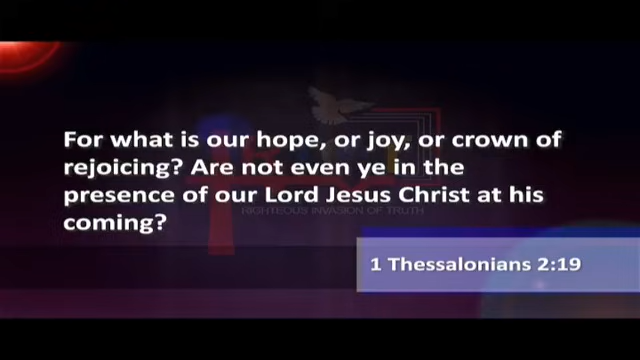 For what is our hope, or joy, or crown of
rejoicing? Are not even ye in the
presence of our Lord Jesus Christ at his
coming?
RIGHTEOUS INVASION OF TRUTH
1 Thessalonians 2:19